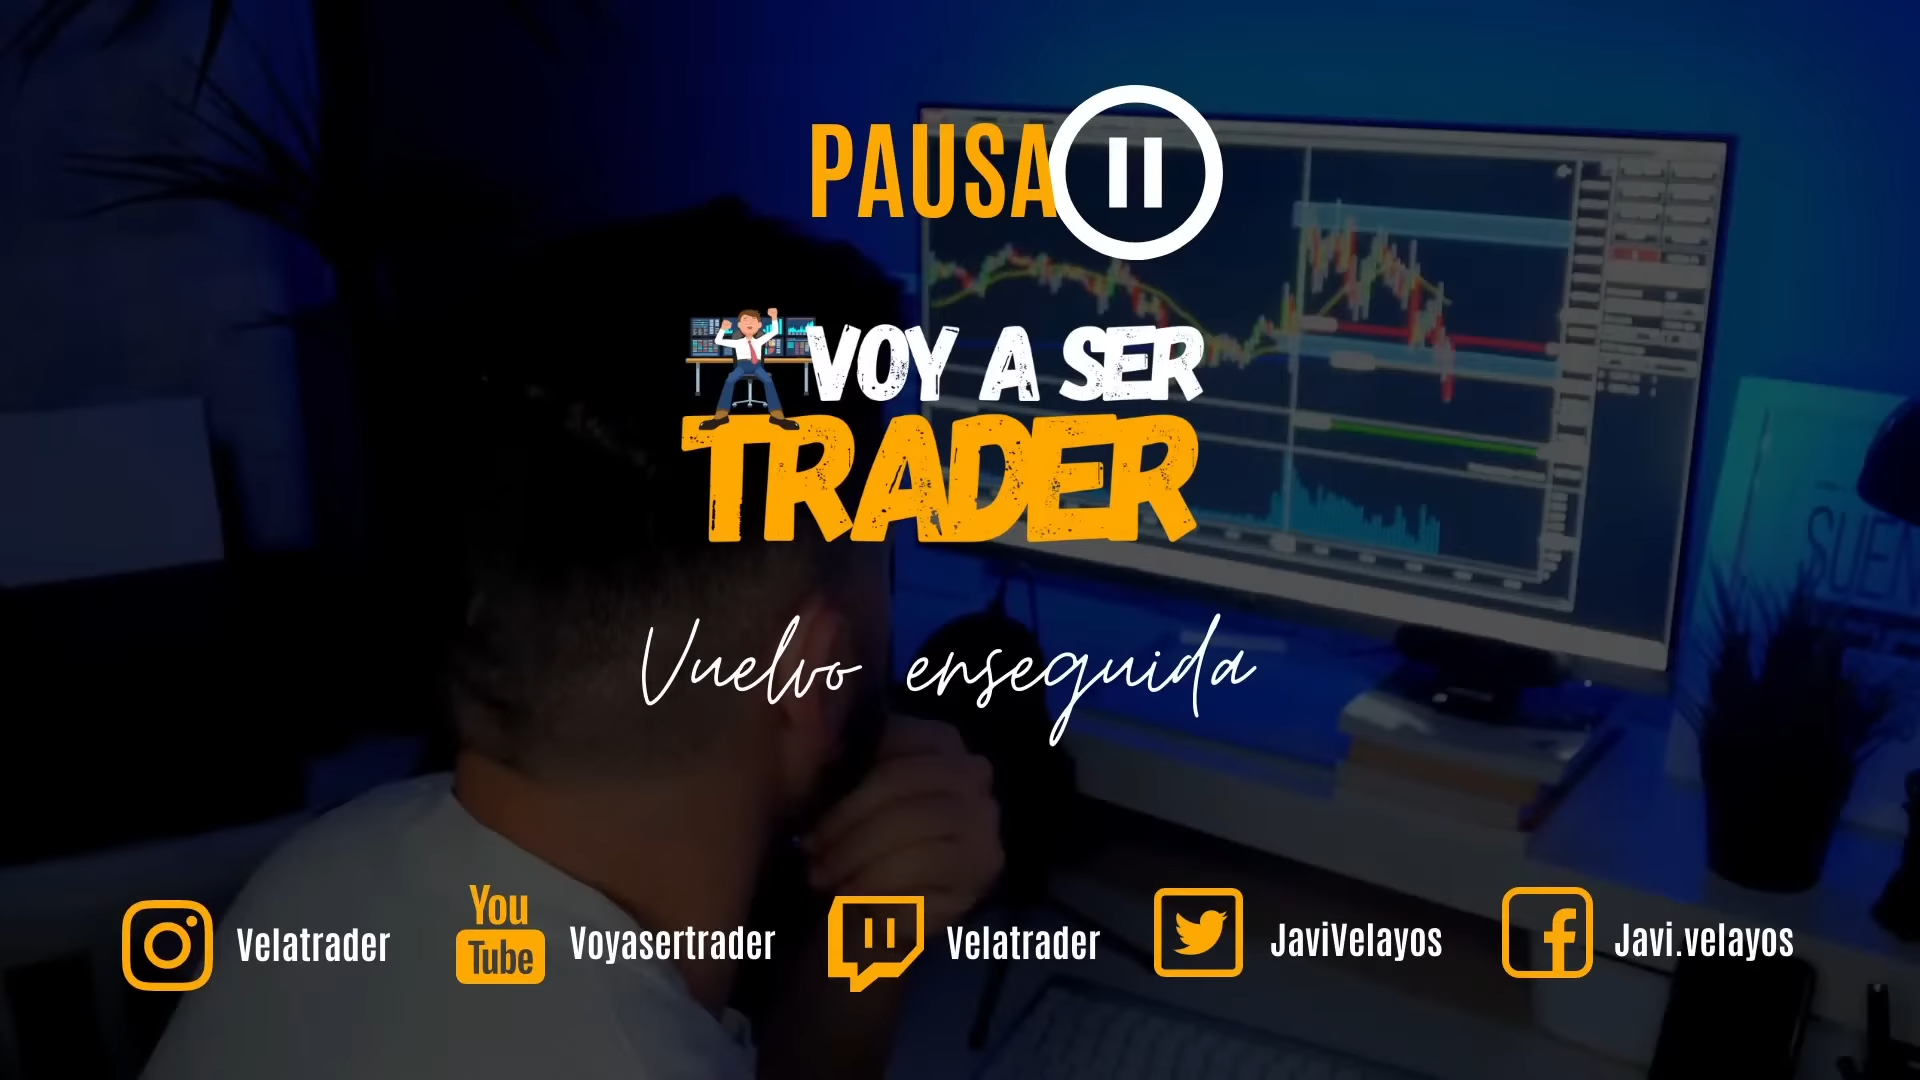 PAUSA
VOY A SER
TRADER
Vuelvo enseguida
Velatrader
You
Tube
Voyasertrader
Velatrader
JaviVelayos
Javi.velayos